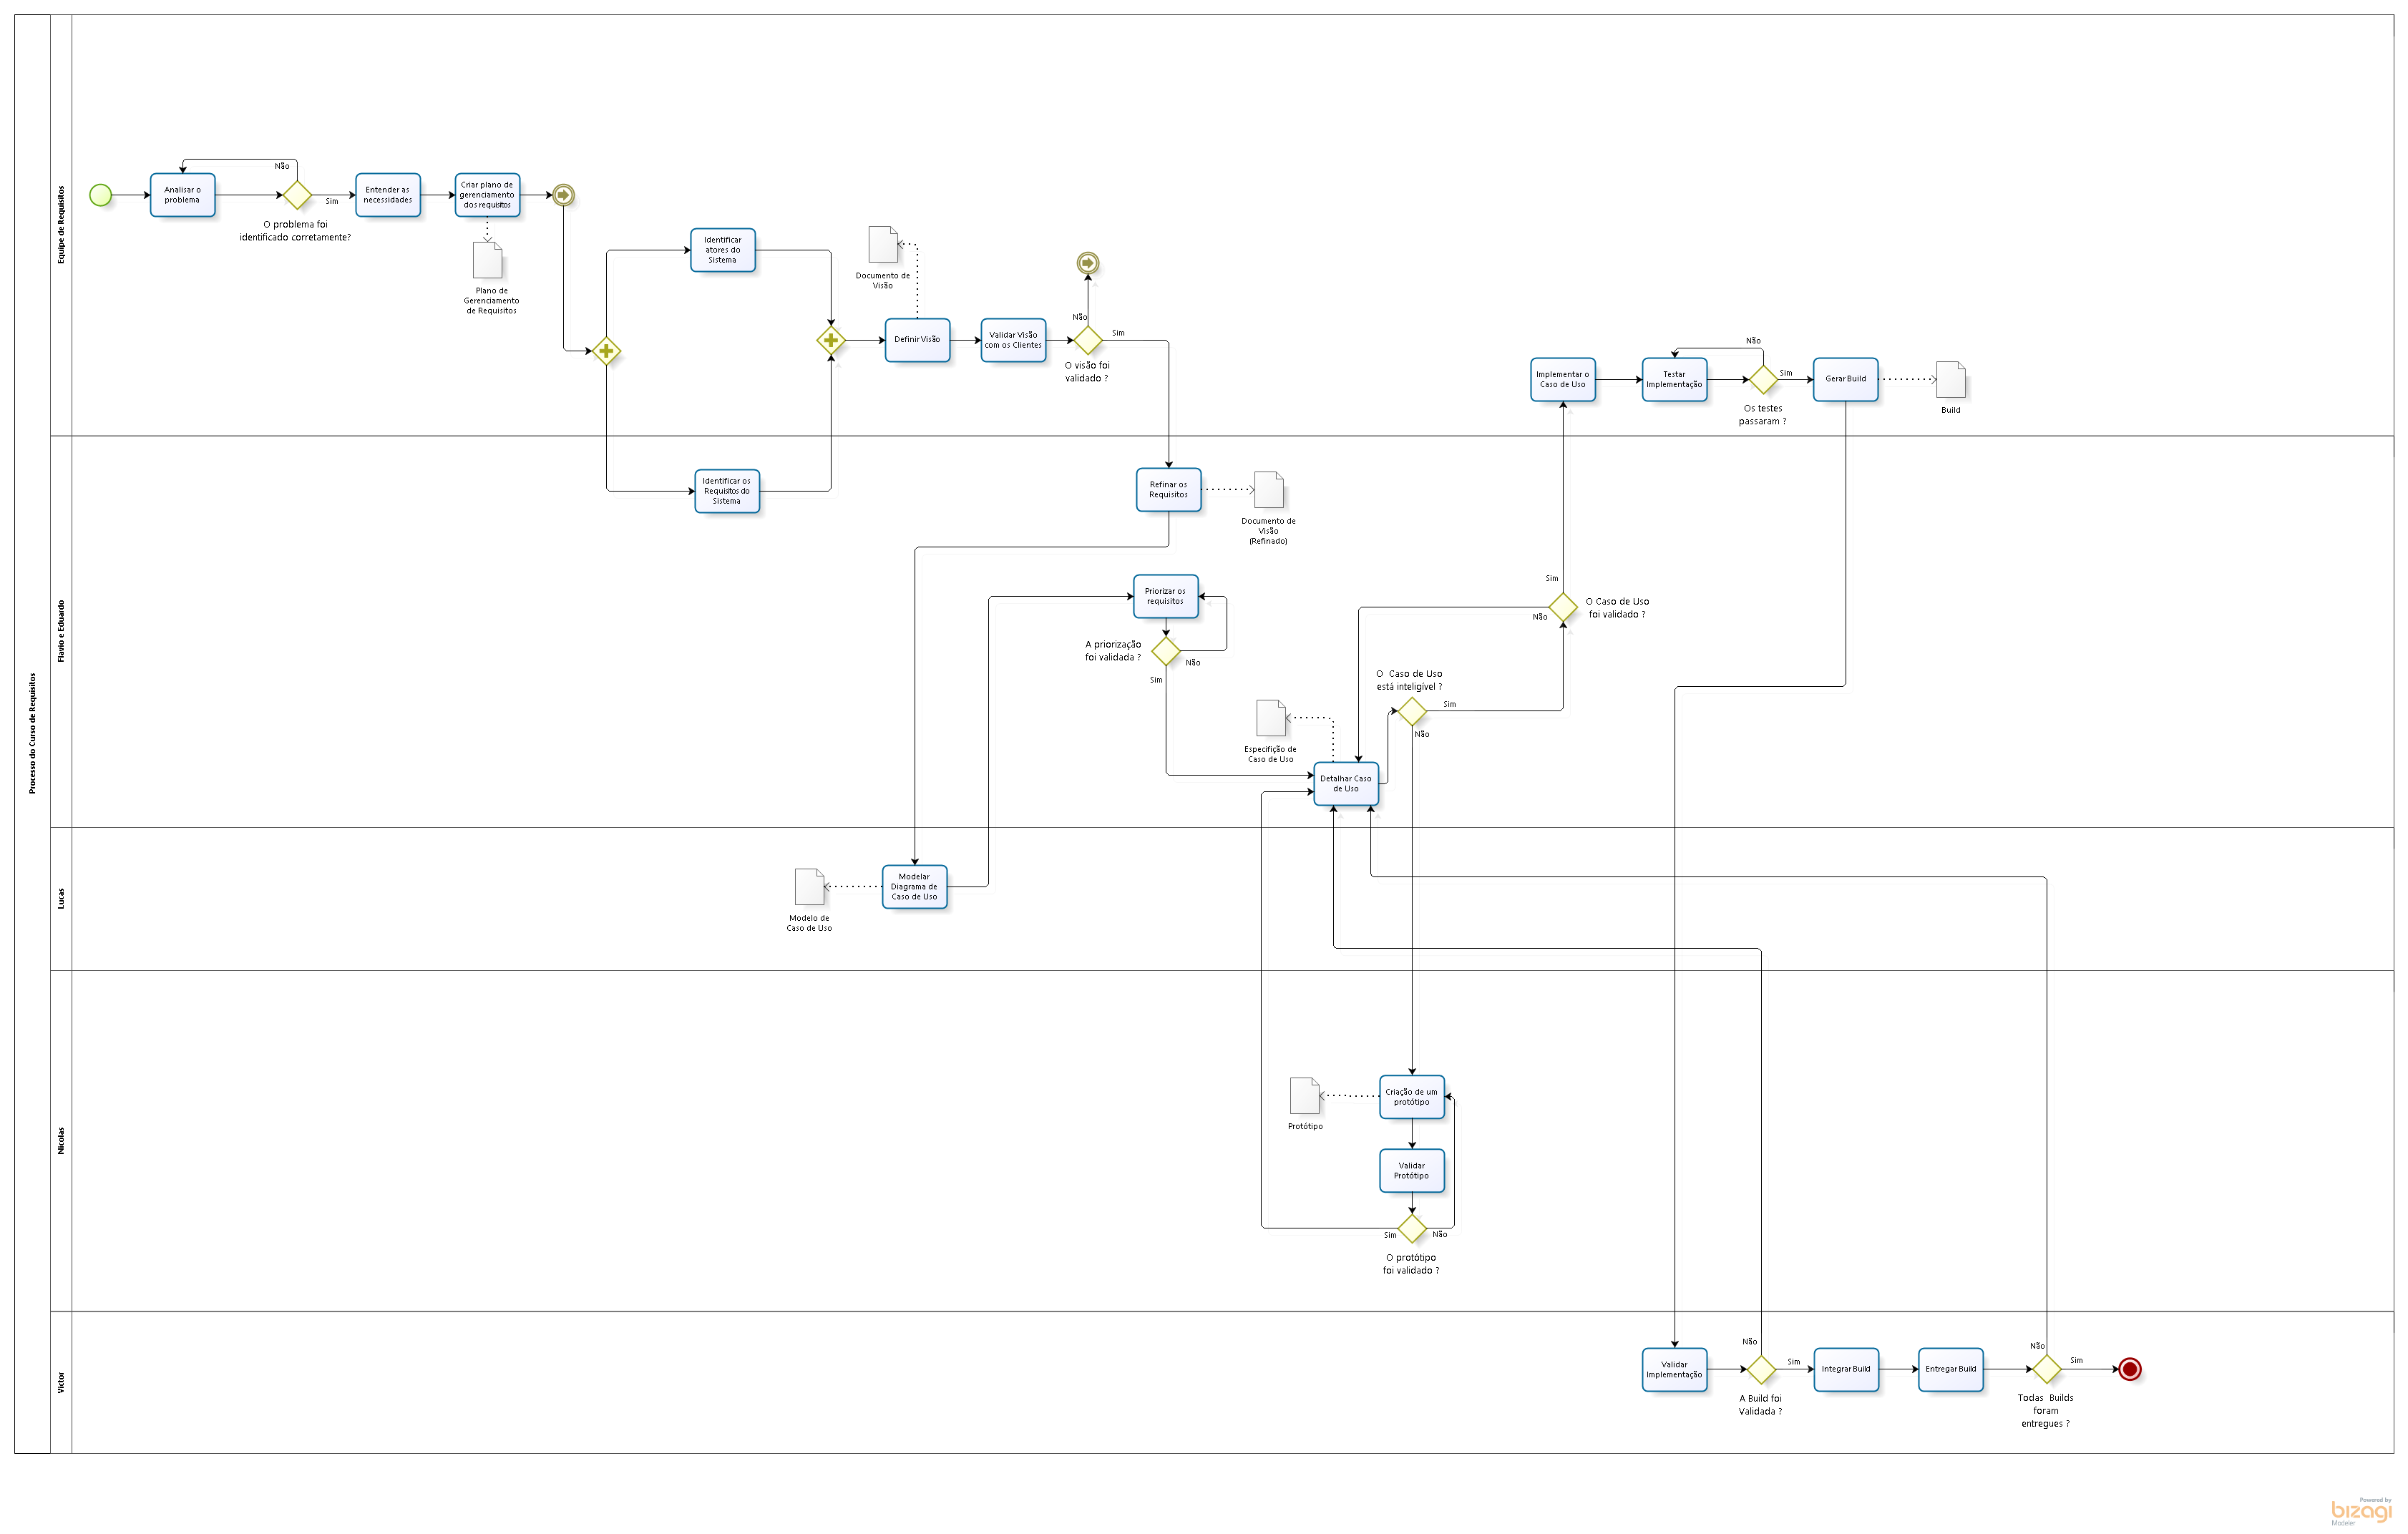 Processo do Curso de Requisitos
Equipe de Requisitos
Analisar o
problema
Não
Sim
O problema foi
identificado corretamente?
Entender as
necessidades
Criar plano de
gerenciamento
dos requisitos
Plano de
Gerenciamento
de Requisitos
Identificar
atores do
Sistema
Documento de
Visão
Definir Visão
Validar Visão
com os Clientes
Não
Sim
O visão foi
validado ?
Implementar o
Caso de Uso
Testar
Implementação
Não
Sim
Os testes
passaram ?
Gerar Build
Build
Flavio e Eduardo
Identificar os
Requisitos do
Sistema
Refinar os
Requisitos
Documento de
Visão
(Refinado)
Priorizar os
requisitos
A priorização
foi validada ?
Não
Sim
Sim
Não
O Caso de Uso
foi validado ?
O  Caso de Uso
está inteligível ?
Sim
Não
Especifição de
Caso de Uso
Detalhar Caso
de Uso
Lucas
Modelar
Diagrama de
Caso de Uso
Modelo de
Caso de Uso
Nicolas
Criação de um
protótipo
Protótipo
Validar
Protótipo
Sim
Não
O protótipo
foi validado ?
Victor
Validar
Implementação
Não
Sim
A Build foi
Validada ?
Integrar Build
Entregar Build
Não
Sim
Todas  Builds
foram
entregues ?
Powered by
bizagi
Modeler